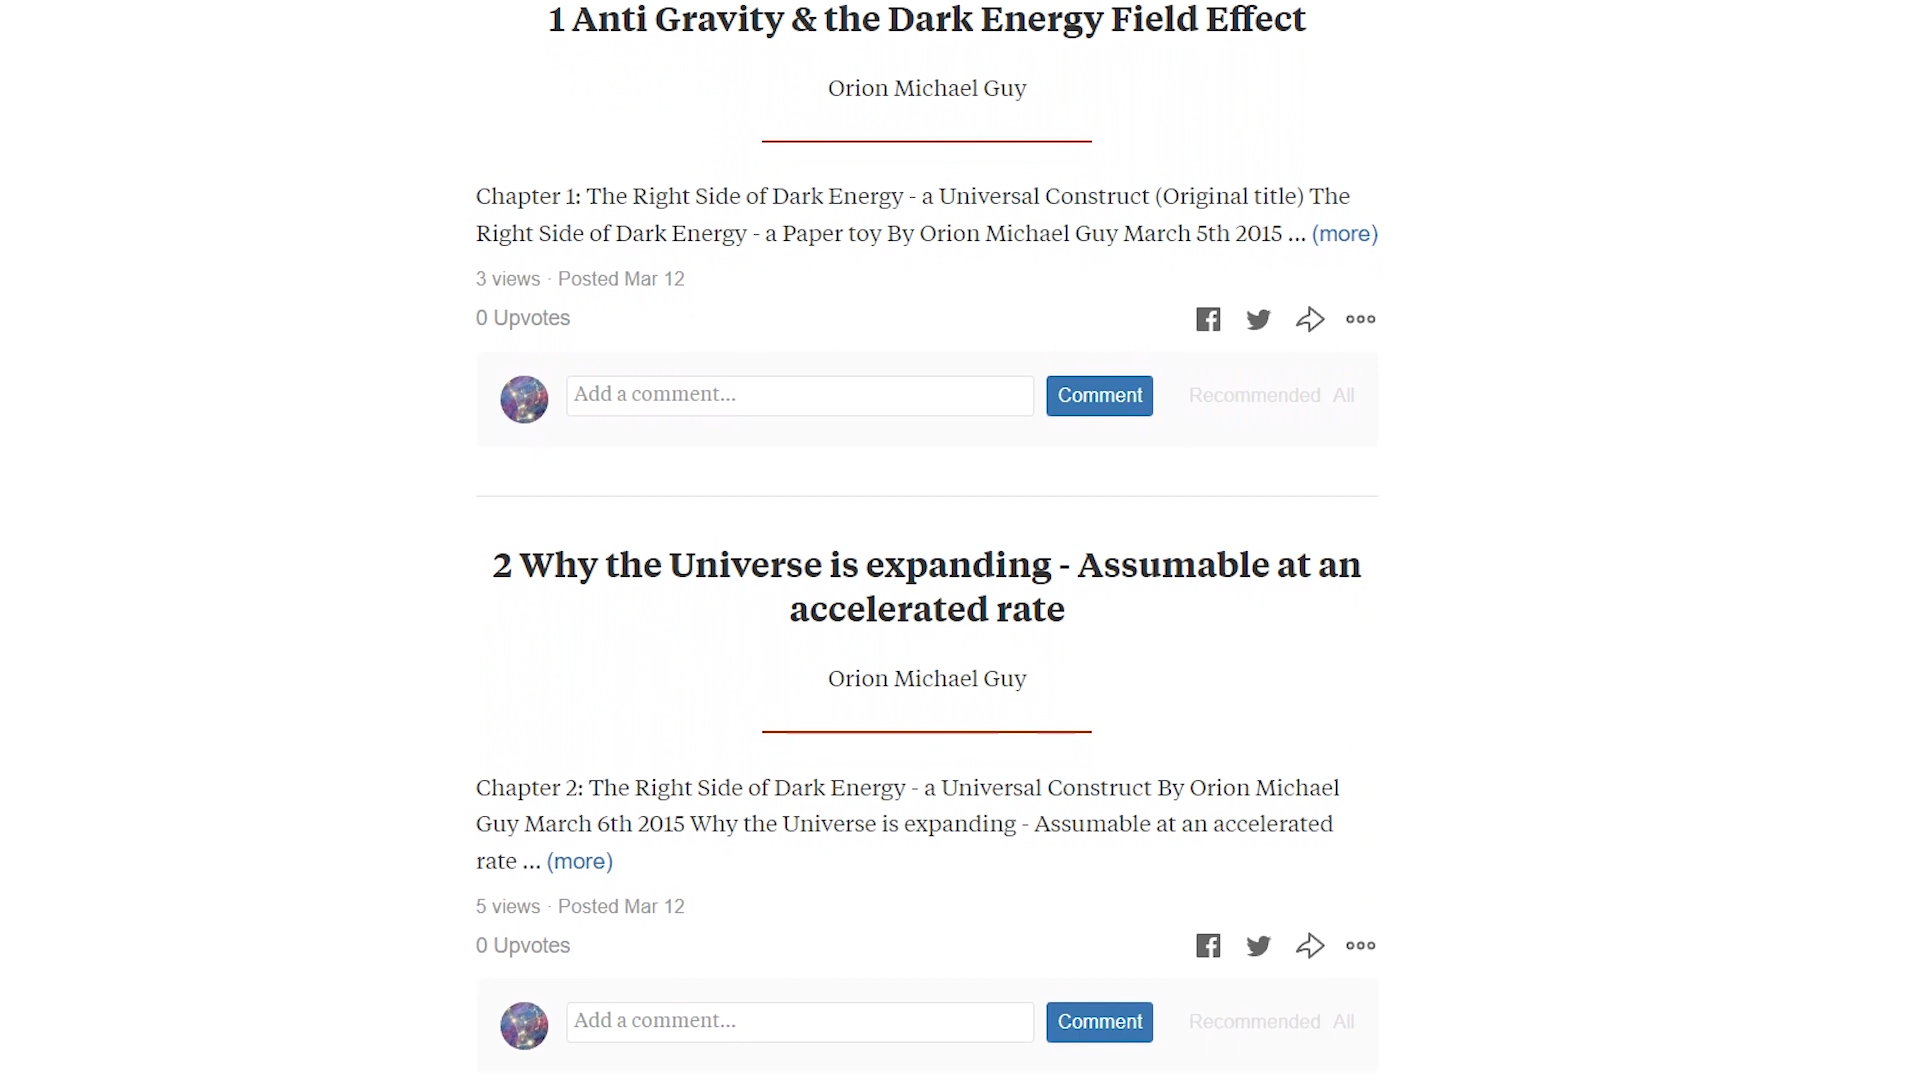 1 Anti Gravity & the Dark Energy Field Effect
Orion Michael Guy
Chapter 1: The Right Side of Dark Energy - a Universal Construct (Original title) The
Right Side of Dark Energy - a Paper toy By Orion Michael Guy March 5th 2015 ... (more)
3 views · Posted Mar 12
0 Upvotes
Add a comment...
Comment
Recommended All
2 Why the Universe is expanding - Assumable at an
accelerated rate
Orion Michael Guy
Chapter 2: The Right Side of Dark Energy - a Universal Construct By Orion Michael
Guy March 6th 2015 Why the Universe is expanding - Assumable at an accelerated
rate ... (more)
5 views · Posted Mar 12
0 Upvotes
Add a comment...
Comment
Recommended All